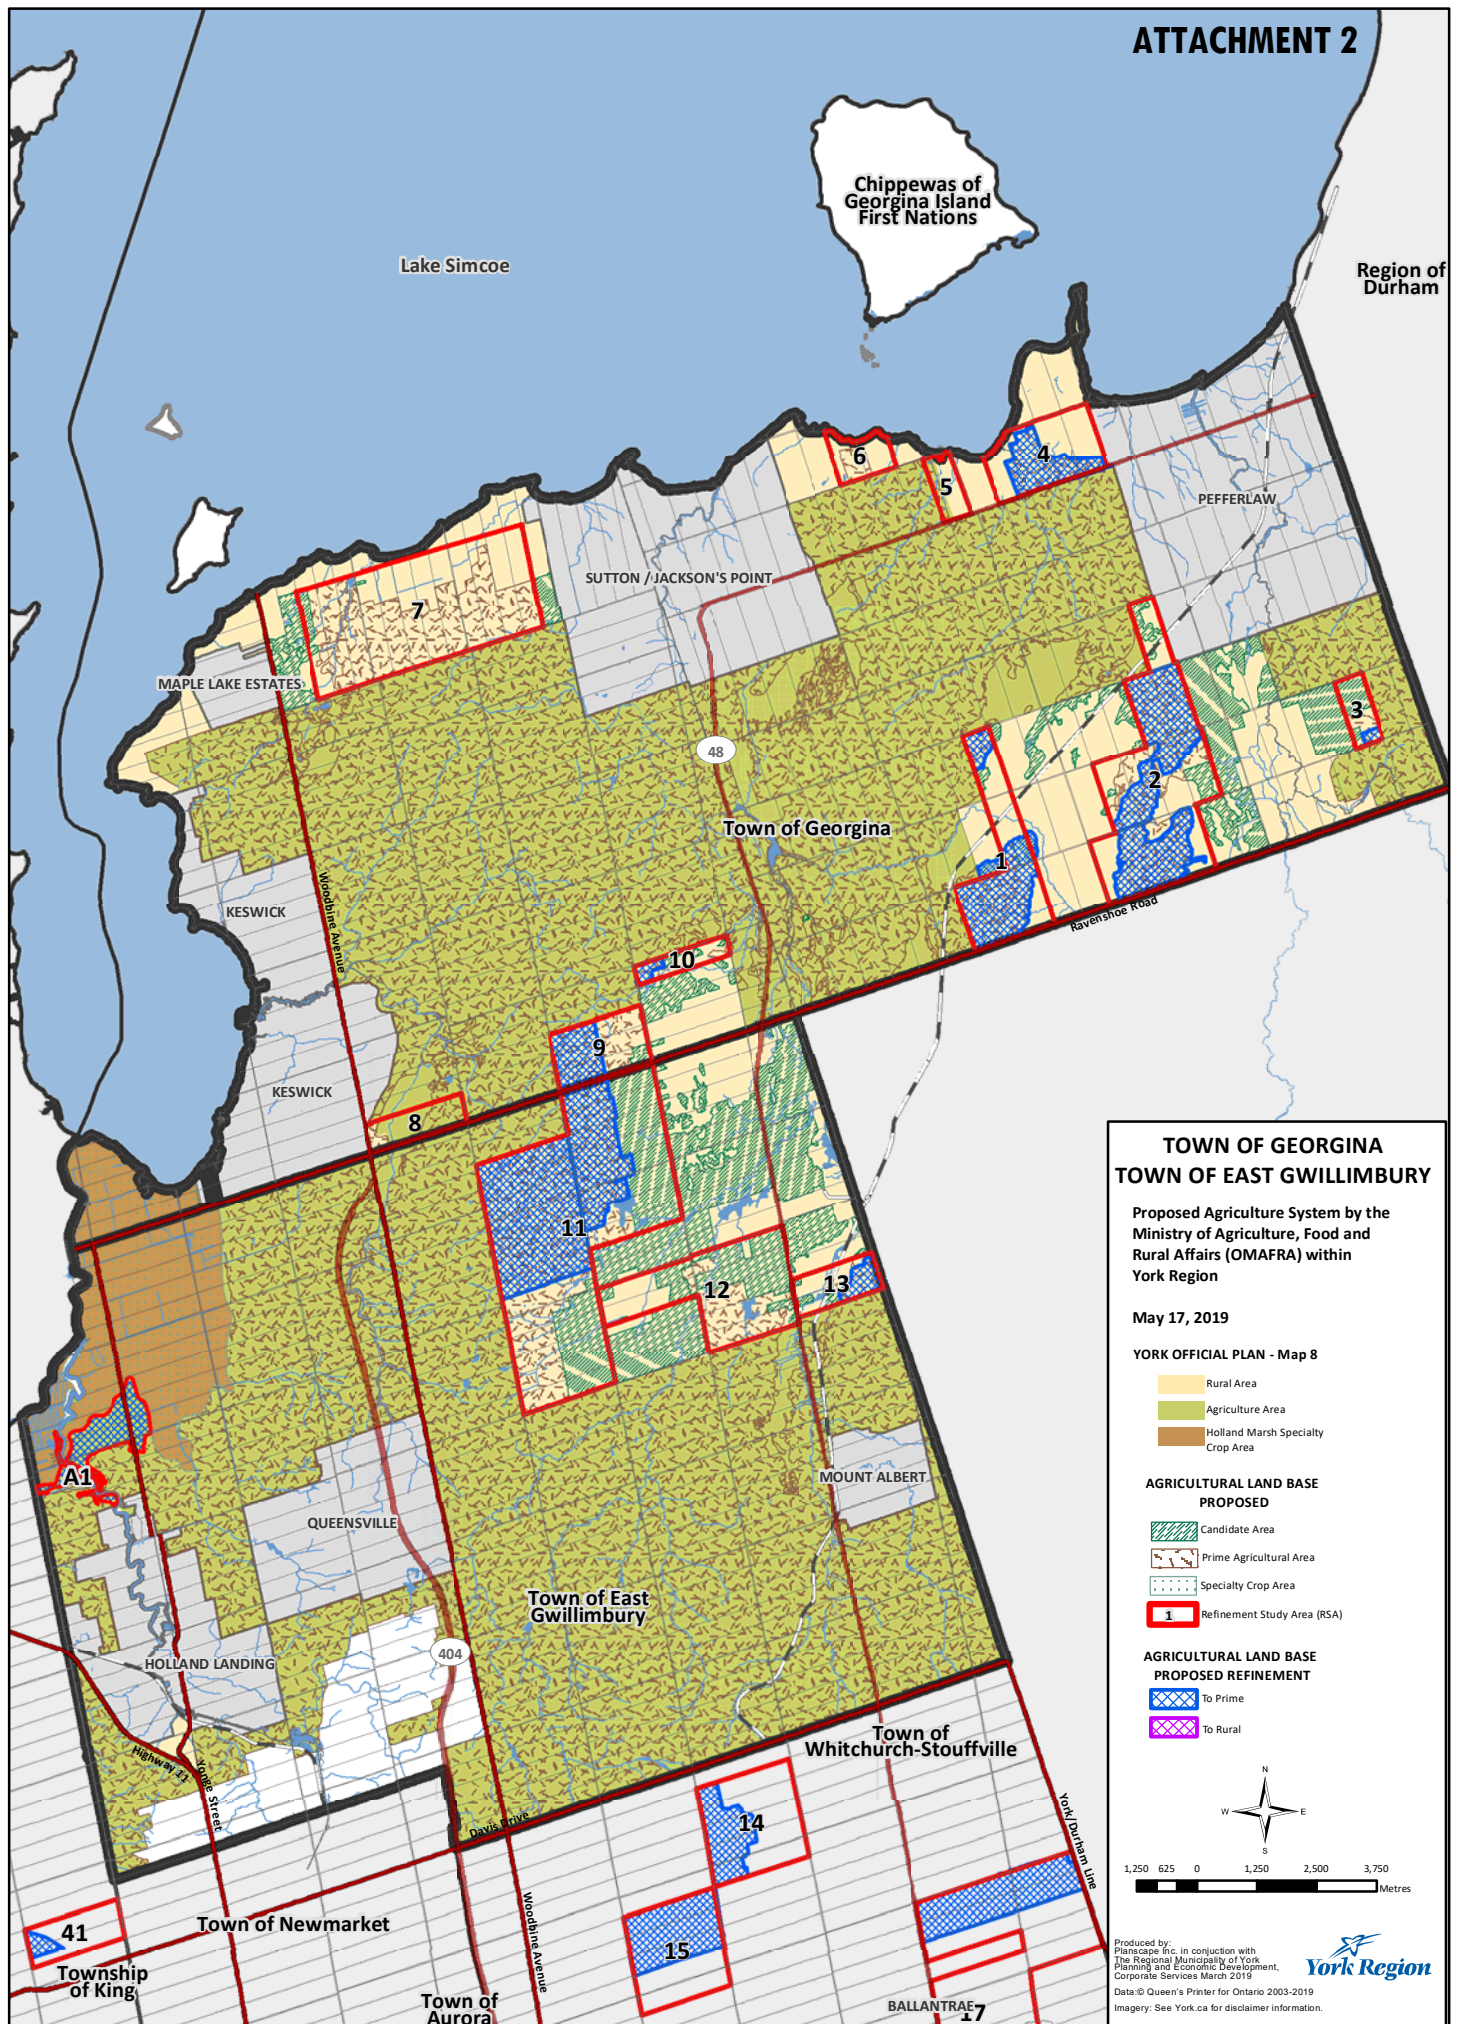 ATTACHMENT 2
Chippewas of
Georgina Island
First Nations
Lake Simcoe
Region of
Durham
6
4
5
PEFFERLAW
SUTTON / JACKSON'S POINT
7
MAPLE LAKE ESTATES
3
48
2
Town of Georgina
1
Woodbine Avenue
KESWICK
Ravenshoe Road
10
9
KESWICK
8
11
12
13
A1
MOUNT ALBERT
QUEENSVILLE
Town of East
Gwillimbury
404
HOLLAND LANDING
Highway 11
Yonge Street
Town of
Whitchurch-Stouffville
Davis Drive
York/Durham Line
14
41
Town of Newmarket
Woodbine Avenue
15
Township
of King
Town of
Aurora
BALLANTRAE
17
TOWN OF GEORGINA
TOWN OF EAST GWILLIMBURY
Proposed Agriculture System by the
Ministry of Agriculture, Food and
Rural Affairs (OMAFRA) within
York Region
May 17, 2019
YORK OFFICIAL PLAN - Map 8
Rural Area
Agriculture Area
Holland Marsh Specialty
Crop Area
AGRICULTURAL LAND BASE
PROPOSED
Candidate Area
Prime Agricultural Area
Specialty Crop Area
1 Refinement Study Area (RSA)
AGRICULTURAL LAND BASE
PROPOSED REFINEMENT
To Prime
To Rural
N
W E
S
1,250 625 0 1,250 2,500 3,750
Metres
Produced by:
Planscape Inc. in conjuction with
The Regional Municipality of York
Planning and Economic Development,
Corporate Services March 2019
Data:© Queen's Printer for Ontario 2003-2019
Imagery: See York.ca for disclaimer information.
York Region